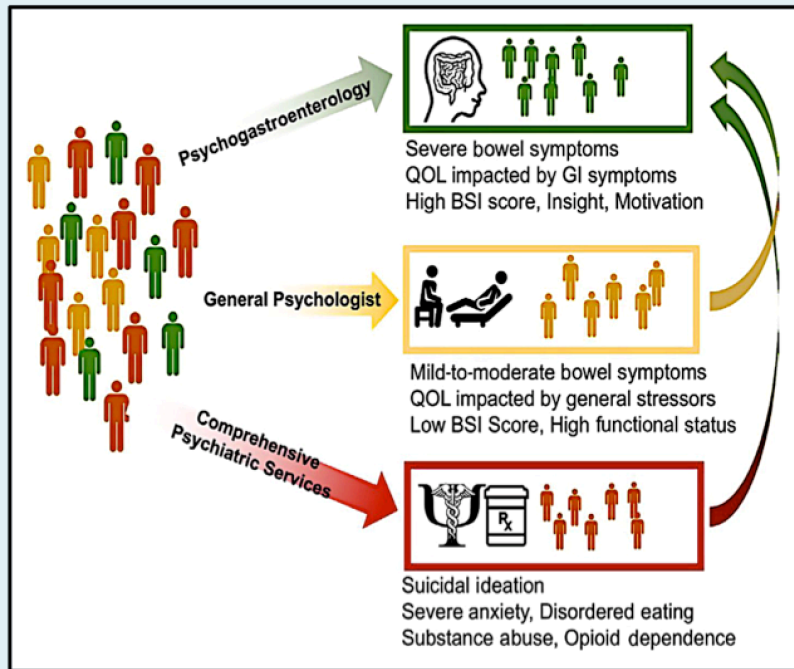 Psychogastroenterology
Severe bowel symptoms
QOL impacted by GI symptoms
High BSI score, Insight, Motivation
General Psychologist
Mild-to-moderate bowel symptoms
QOL impacted by general stressors
Low BSI Score, High functional status
Comprehensive
Psychiatric Services
Rx
Suicidal ideation
Severe anxiety, Disordered eating
Substance abuse, Opioid dependence